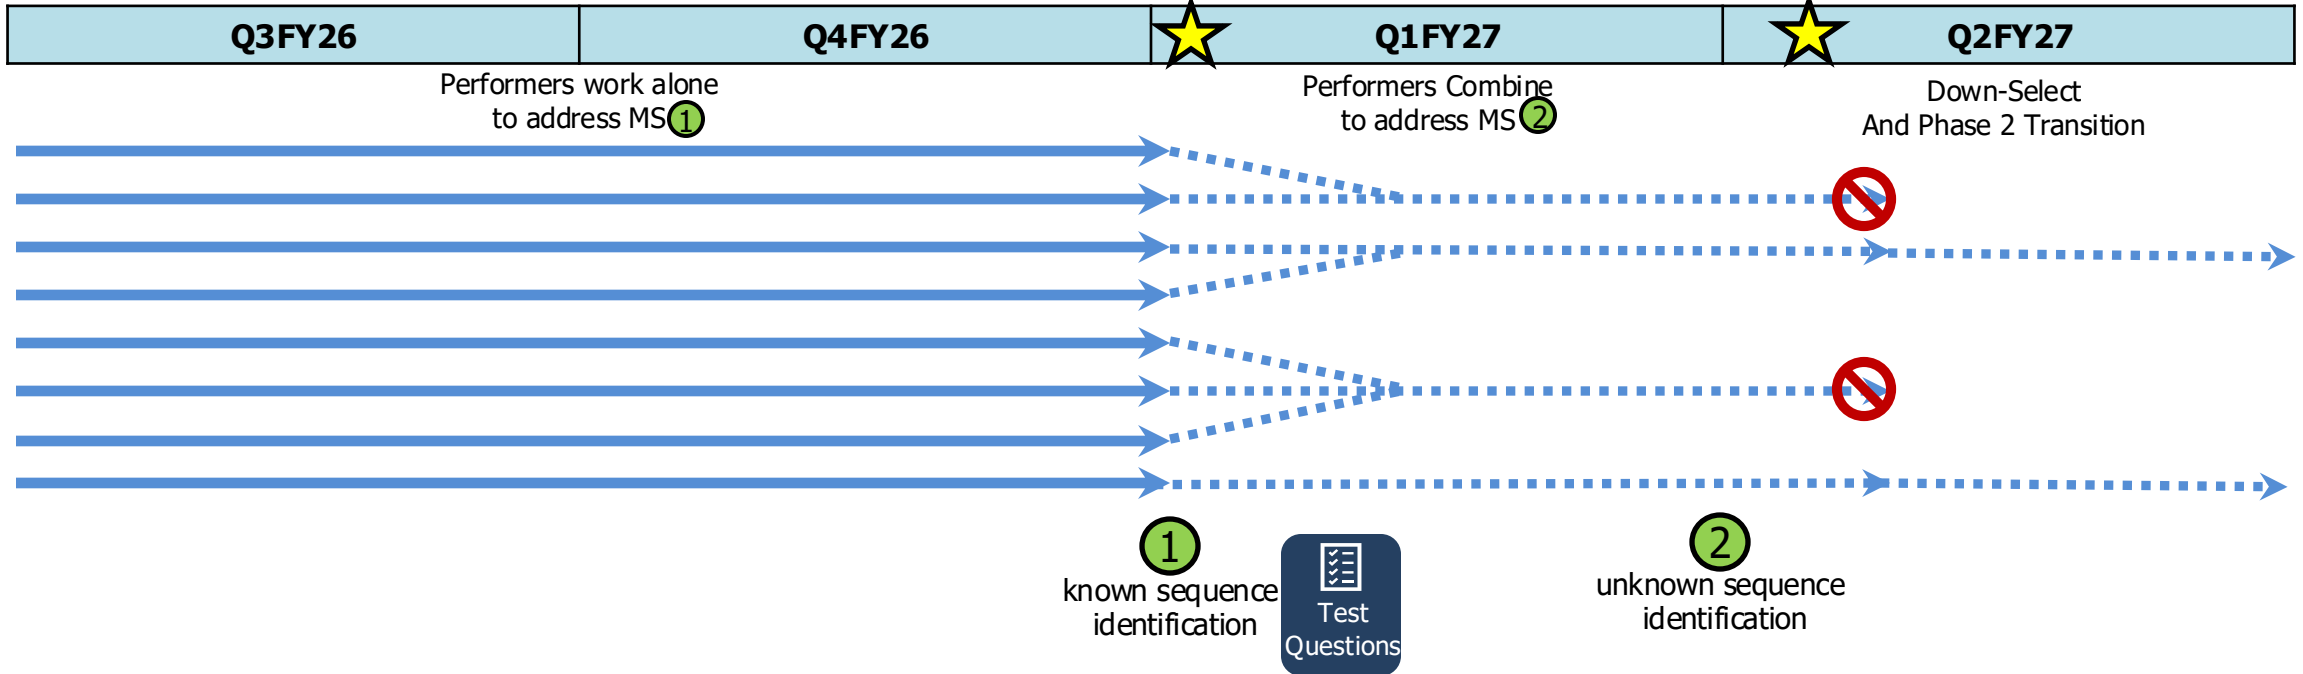 Q3FY26
Q4FY26
Q1FY27
Q2FY27
Performers work alone
to address MS 1
Performers Combine
to address MS 2
Down-Select
And Phase 2 Transition
1
known sequence
identification
Test
Questions
2
unknown sequence
identification